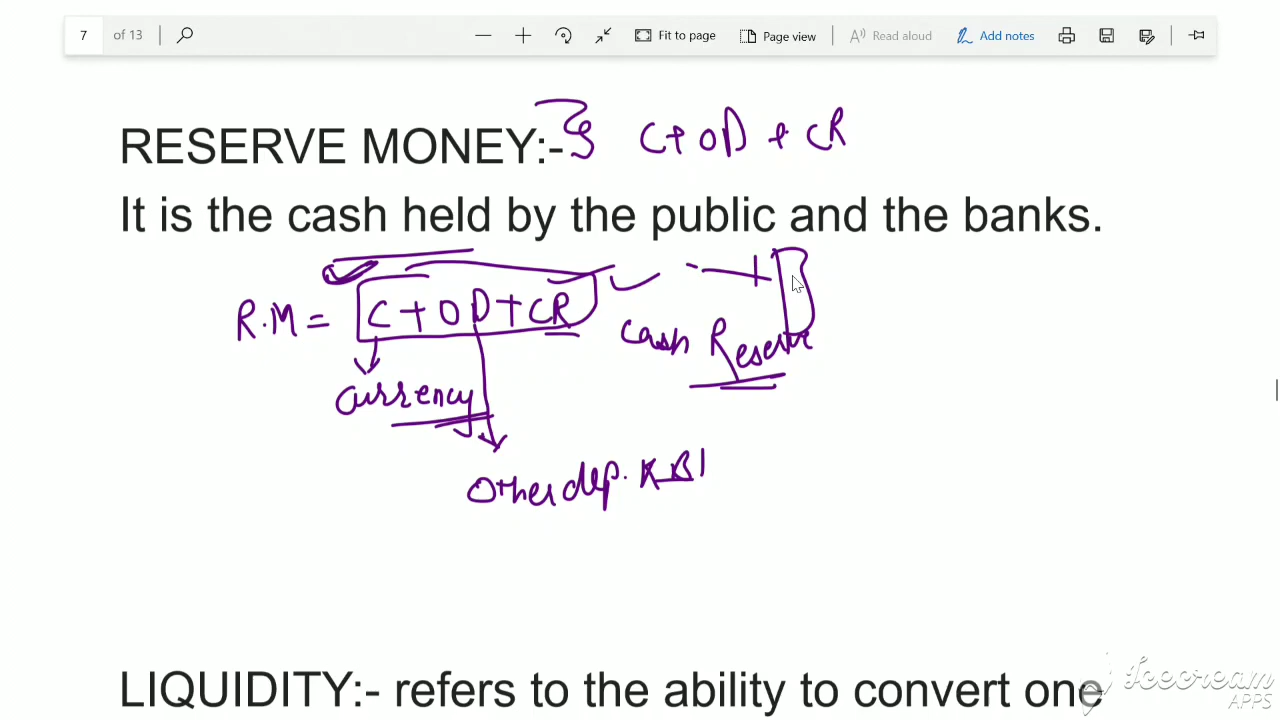 7 of 13 Fit to page Page view Read aloud Add notes
RESERVE MONEY:- C+OD+CR
It is the cash held by the public and the banks.
R.M = C+OD+CR
Cash Reserve
Currency
Other dep. RBI
LIQUIDITY:- refers to the ability to convert one
Icecream
APPS